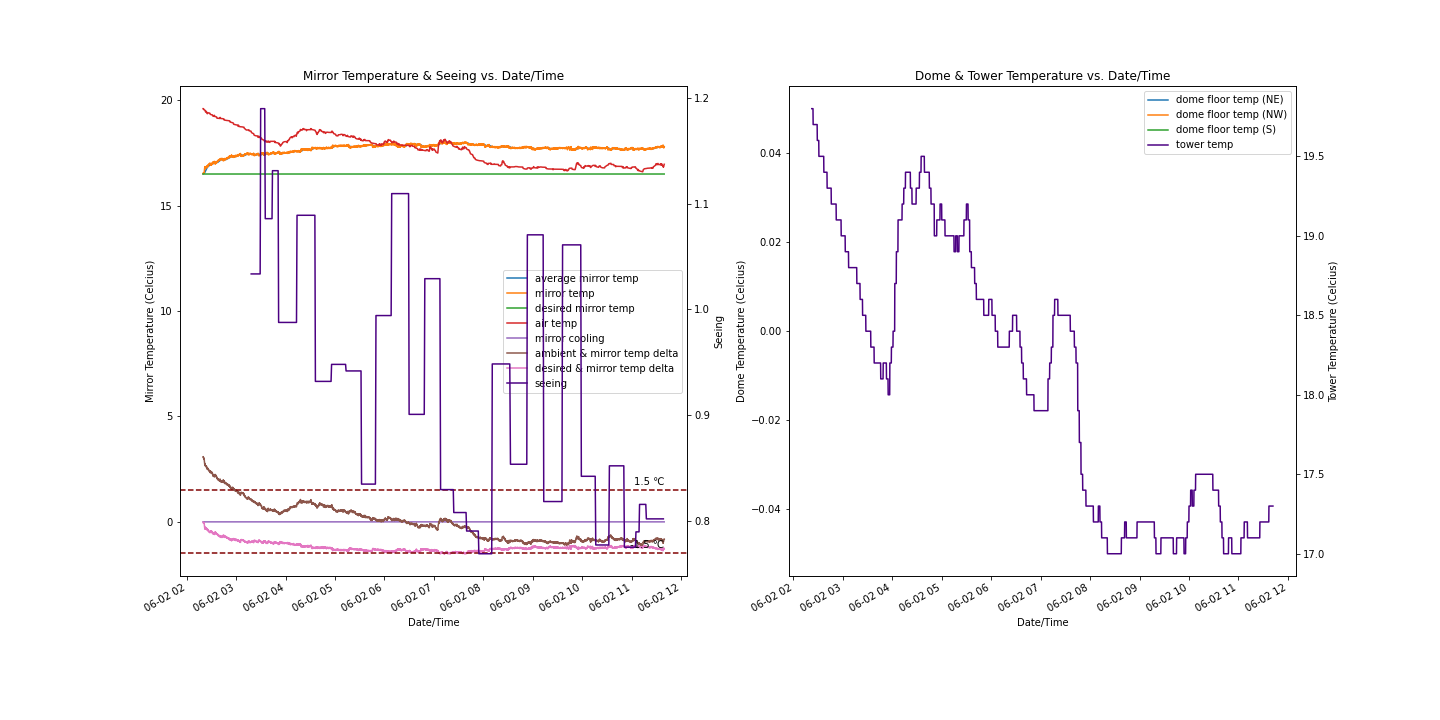 Mirror Temperature & Seeing vs. Date/Time
20
15
10
5
0
Mirror Temperature (Celcius)
1.2
1.1
1.0
0.9
0.8
Seeing
average mirror temp
mirror temp
desired mirror temp
air temp
mirror cooling
ambient & mirror temp delta
desired & mirror temp delta
seeing
1.5 °C
06-02 02
06-02 03
06-02 04
06-02 05
06-02 06
06-02 07
06-02 08
06-02 09
06-02 10
06-02 11
06-02 12
Date/Time
Dome & Tower Temperature vs. Date/Time
0.04
0.02
0.00
−0.02
−0.04
Dome Temperature (Celcius)
dome floor temp (NE)
dome floor temp (NW)
dome floor temp (S)
tower temp
19.5
19.0
18.5
18.0
17.5
17.0
Tower Temperature (Celcius)
06-02 02
06-02 03
06-02 04
06-02 05
06-02 06
06-02 07
06-02 08
06-02 09
06-02 10
06-02 11
06-02 12
Date/Time